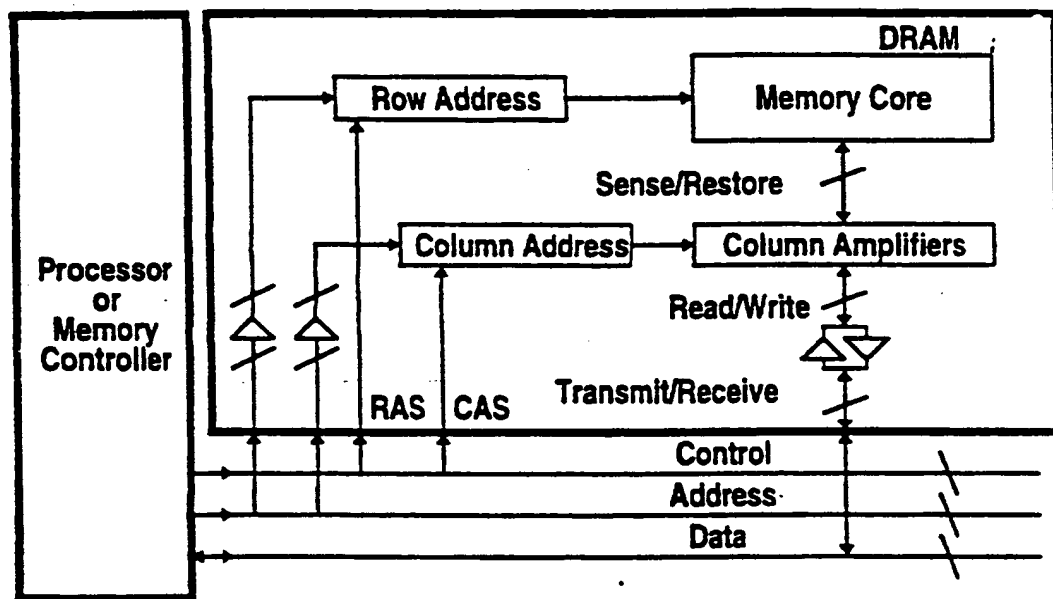 DRAM
Row Address
Memory Core
Sense/Restore
Column Address
Column Amplifiers
Processor
or
Memory
Controller
Read/Write
Transmit/Receive
RAS
CAS
Control
Address
Data